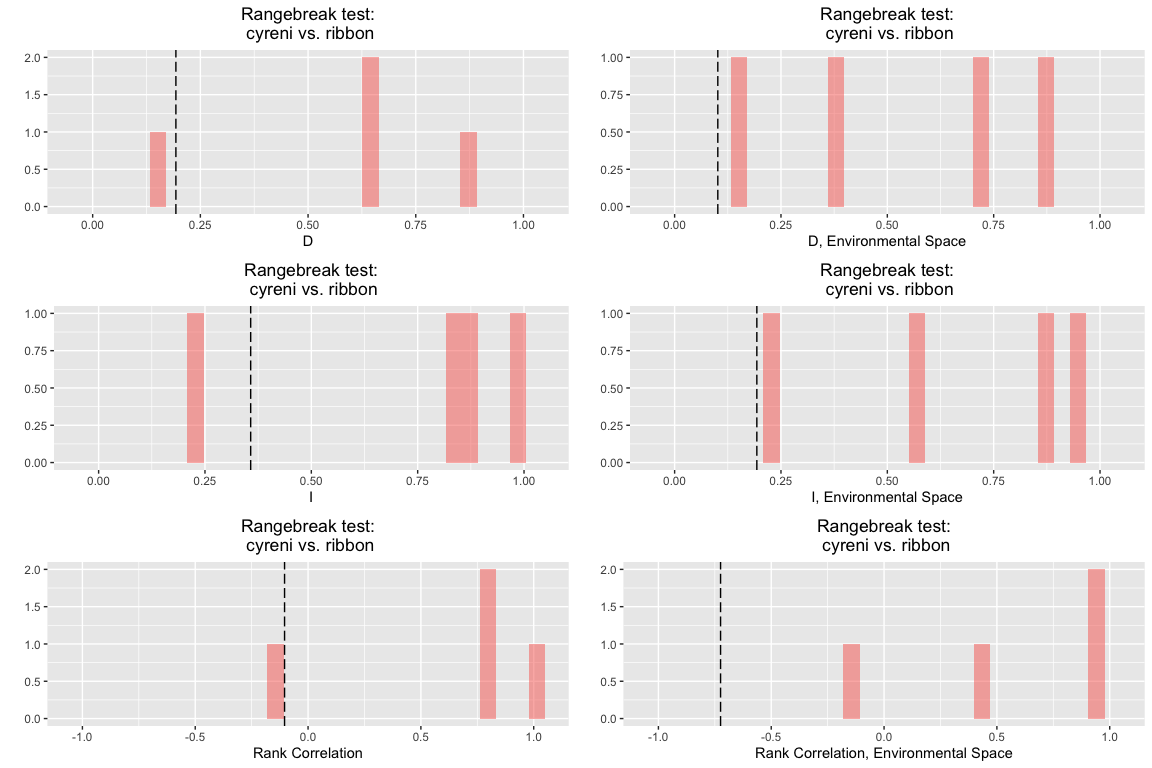 Rangebreak test:
cyreni vs. ribbon
2.0
1.5
1.0
0.5
0.0
0.00 0.25 0.50 0.75 1.00
D
Rangebreak test:
cyreni vs. ribbon
1.00
0.75
0.50
0.25
0.00
0.00 0.25 0.50 0.75 1.00
D, Environmental Space
Rangebreak test:
cyreni vs. ribbon
1.00
0.75
0.50
0.25
0.00
0.00 0.25 0.50 0.75 1.00
I
Rangebreak test:
cyreni vs. ribbon
1.00
0.75
0.50
0.25
0.00
0.00 0.25 0.50 0.75 1.00
I, Environmental Space
Rangebreak test:
cyreni vs. ribbon
2.0
1.5
1.0
0.5
0.0
-1.0 -0.5 0.0 0.5 1.0
Rank Correlation
Rangebreak test:
cyreni vs. ribbon
2.0
1.5
1.0
0.5
0.0
-1.0 -0.5 0.0 0.5 1.0
Rank Correlation, Environmental Space